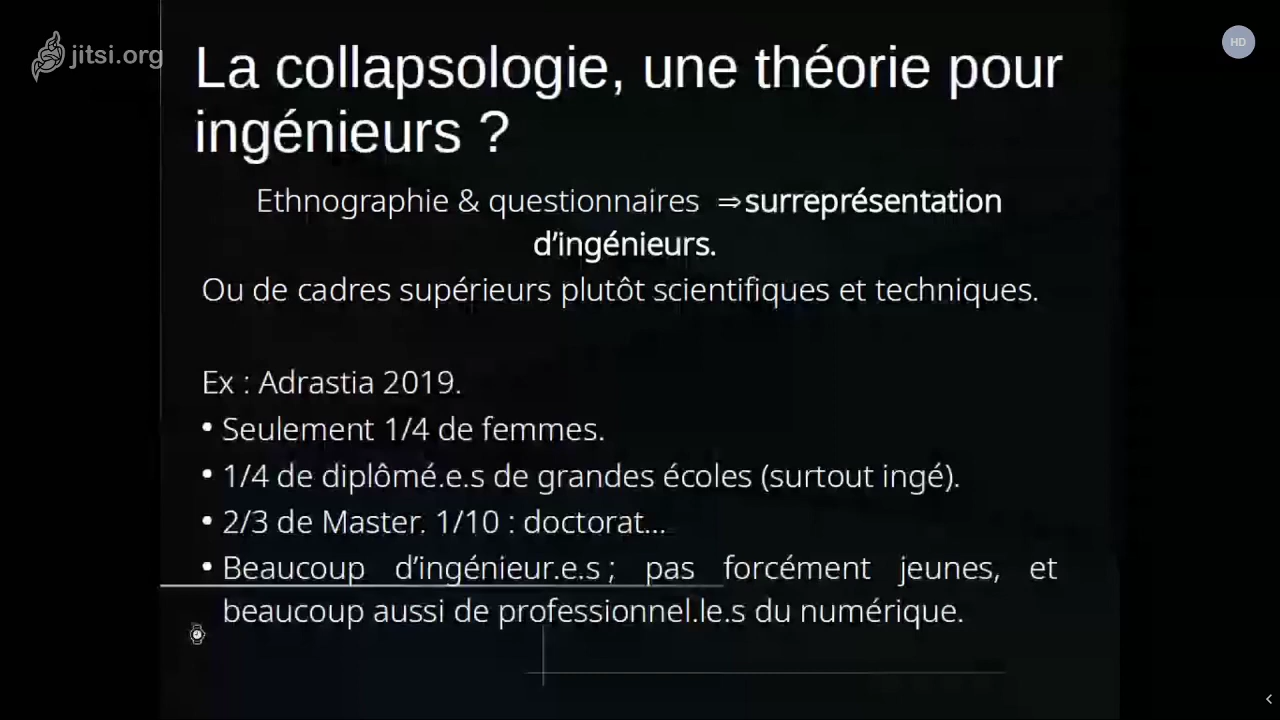 jitsi.org
HD
La collapsologie, une théorie pour
ingénieurs ?
Ethnographie & questionnaires ⇒surreprésentation
d’ingénieurs.
Ou de cadres supérieurs plutôt scientifiques et techniques.
Ex : Adrastia 2019.
• Seulement 1/4 de femmes.
• 1/4 de diplômé.e.s de grandes écoles (surtout ingé).
• 2/3 de Master. 1/10 : doctorat...
• Beaucoup d’ingénieur.e.s ; pas forcément jeunes, et
beaucoup aussi de professionnel.le.s du numérique.